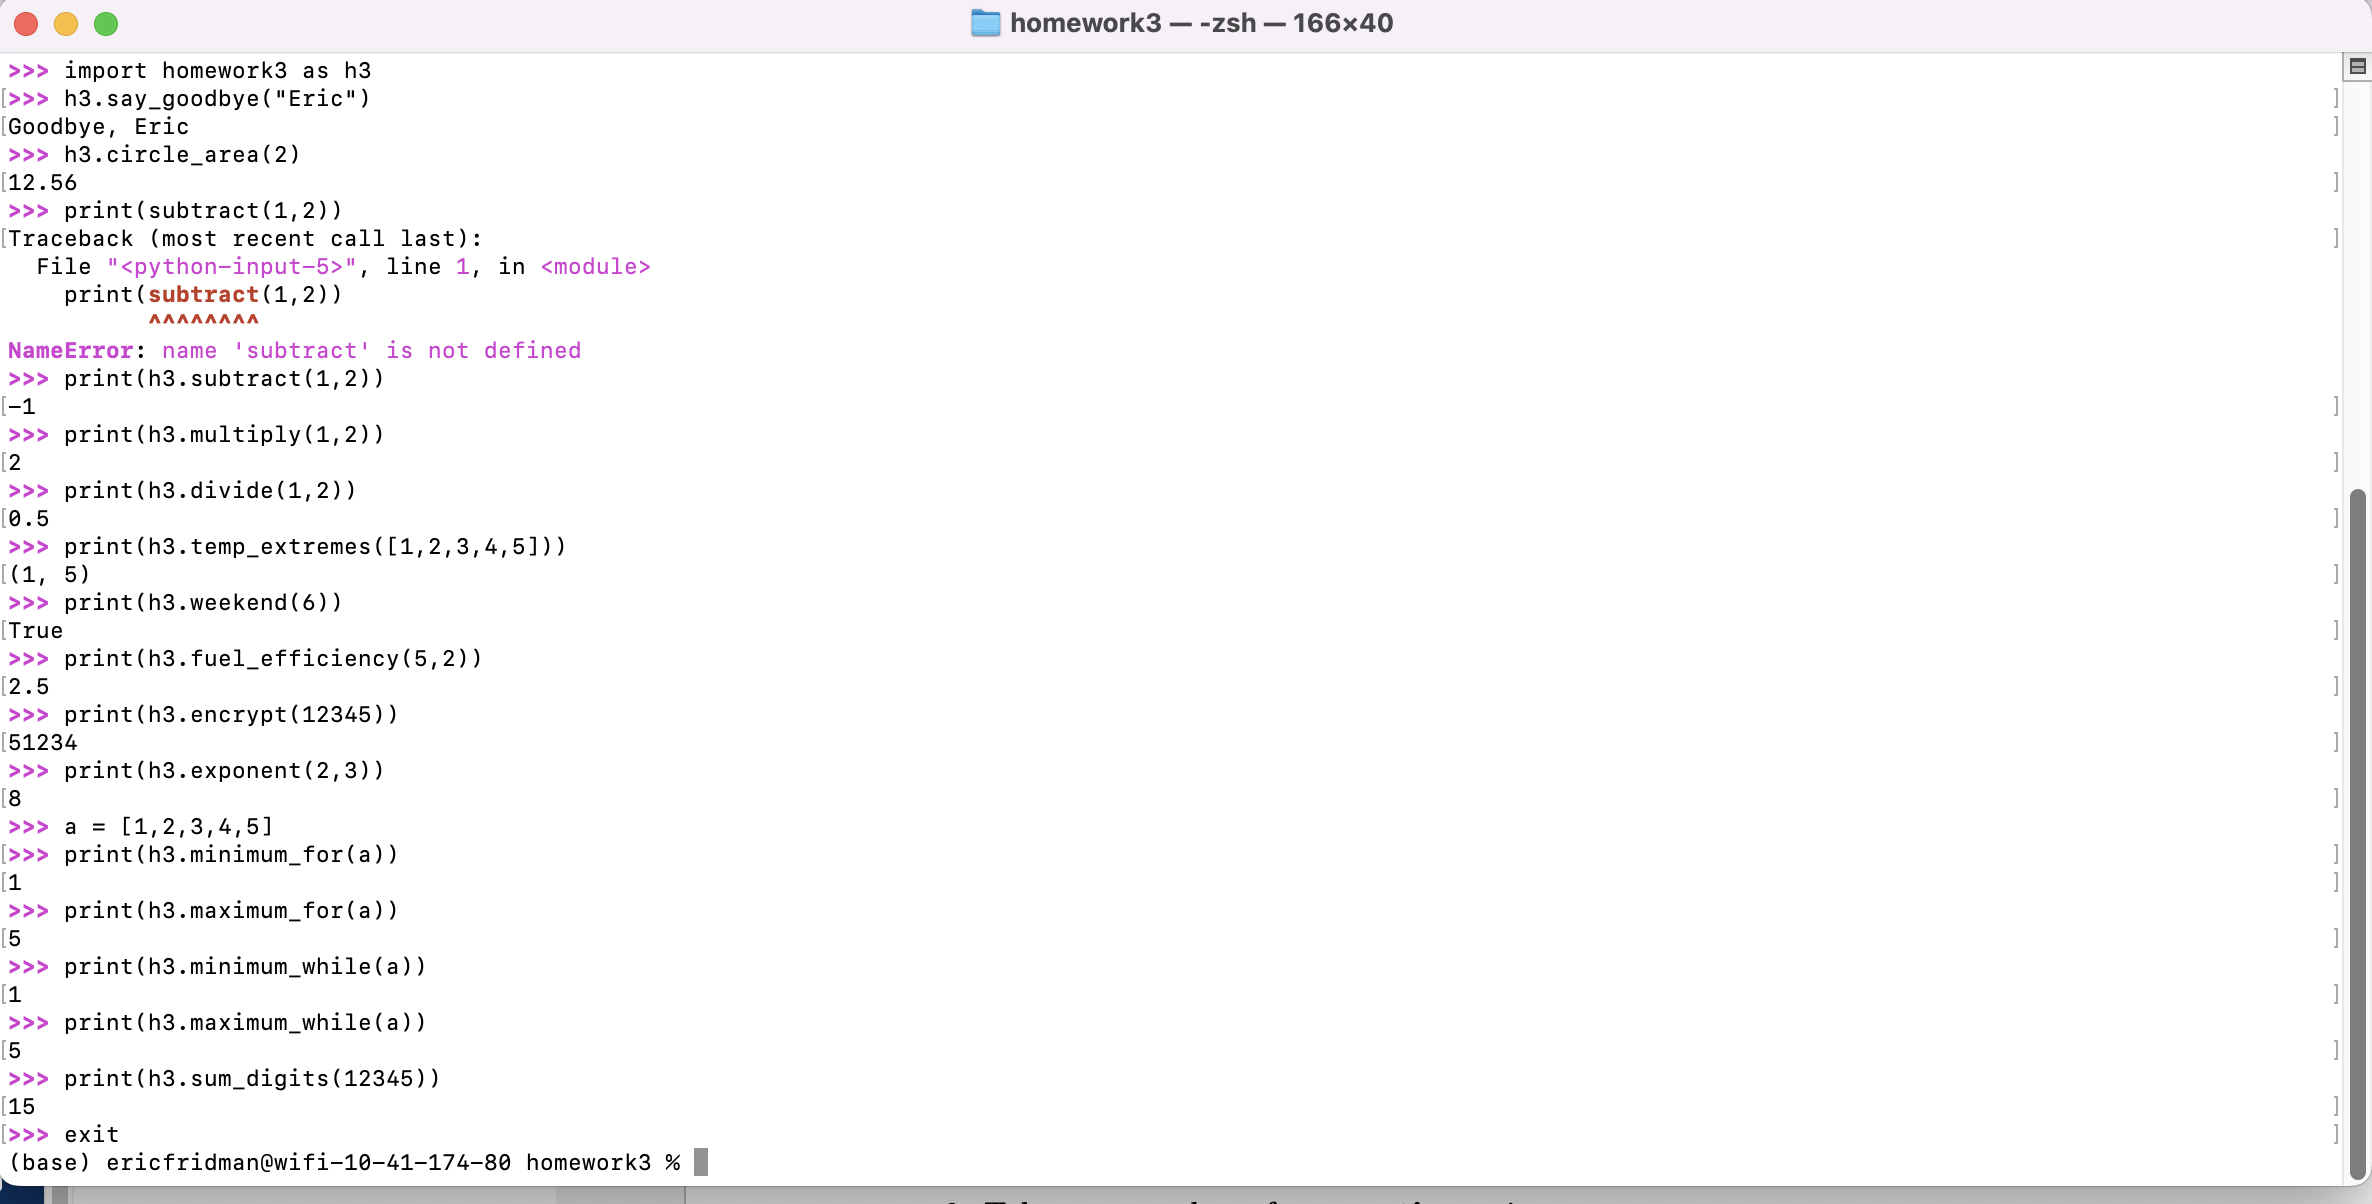 homework3 — -zsh — 166×40
>>> import homework3 as h3
[>>> h3.say_goodbye("Eric") ]
[Goodbye, Eric ]
>>> h3.circle_area(2)
[12.56 ]
>>> print(subtract(1,2))
[Traceback (most recent call last): ]
  File "<python-input-5>", line 1, in <module>
    print(subtract(1,2))
          ^^^^^^^^
NameError: name 'subtract' is not defined
>>> print(h3.subtract(1,2))
[-1 ]
>>> print(h3.multiply(1,2))
[2 ]
>>> print(h3.divide(1,2))
[0.5 ]
>>> print(h3.temp_extremes([1,2,3,4,5]))
[(1, 5) ]
>>> print(h3.weekend(6))
[True ]
>>> print(h3.fuel_efficiency(5,2))
[2.5 ]
>>> print(h3.encrypt(12345))
[51234 ]
>>> print(h3.exponent(2,3))
[8 ]
>>> a = [1,2,3,4,5]
[>>> print(h3.minimum_for(a)) ]
[1 ]
>>> print(h3.maximum_for(a))
[5 ]
>>> print(h3.minimum_while(a))
[1 ]
>>> print(h3.maximum_while(a))
[5 ]
>>> print(h3.sum_digits(12345))
[15 ]
[>>> exit ]
(base) ericfridman@wifi-10-41-174-80 homework3 %